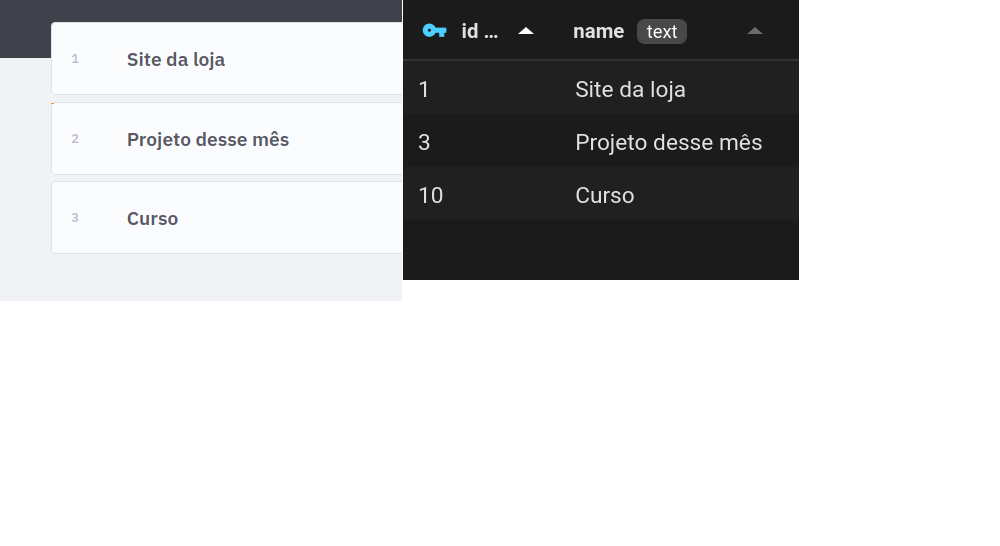 1 Site da loja
2 Projeto desse mês
3 Curso
id ... name text
1 Site da loja
3 Projeto desse mês
10 Curso